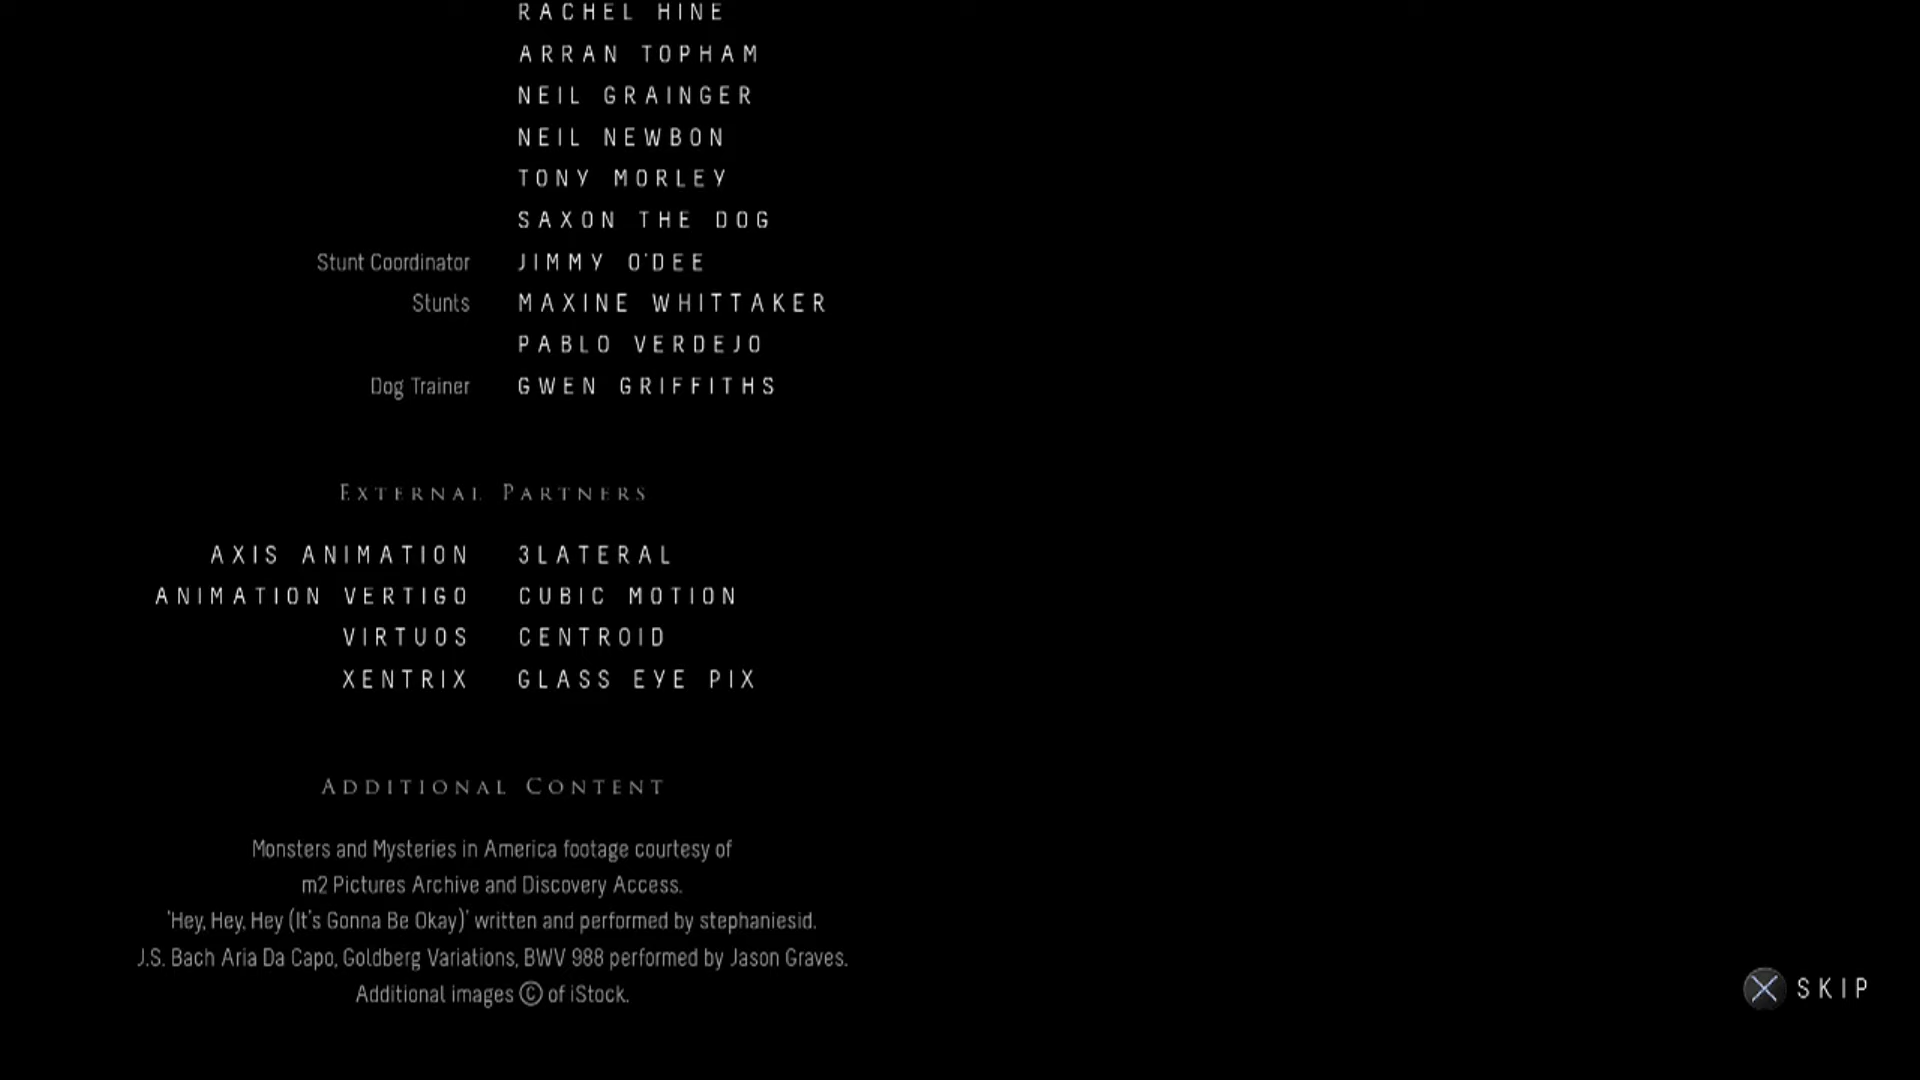 RACHEL HINE
ARRAN TOPHAM
NEIL GRAINGER
NEIL NEWBON
TONY MORLEY
SAXON THE DOG
Stunt Coordinator JIMMY O'DEE
Stunts MAXINE WHITTAKER
PABLO VERDEJO
Dog Trainer GWEN GRIFFITHS
EXTERNAL PARTNERS
AXIS ANIMATION 3LATERAL
ANIMATION VERTIGO CUBIC MOTION
VIRTUOS CENTROID
XENTRIX GLASS EYE PIX
ADDITIONAL CONTENT
Monsters and Mysteries in America footage courtesy of
m2 Pictures Archive and Discovery Access.
'Hey, Hey, Hey (It's Gonna Be Okay)' written and performed by stephaniesid.
J.S. Bach Aria Da Capo, Goldberg Variations, BWV 988 performed by Jason Graves.
Additional images © of iStock.
SKIP